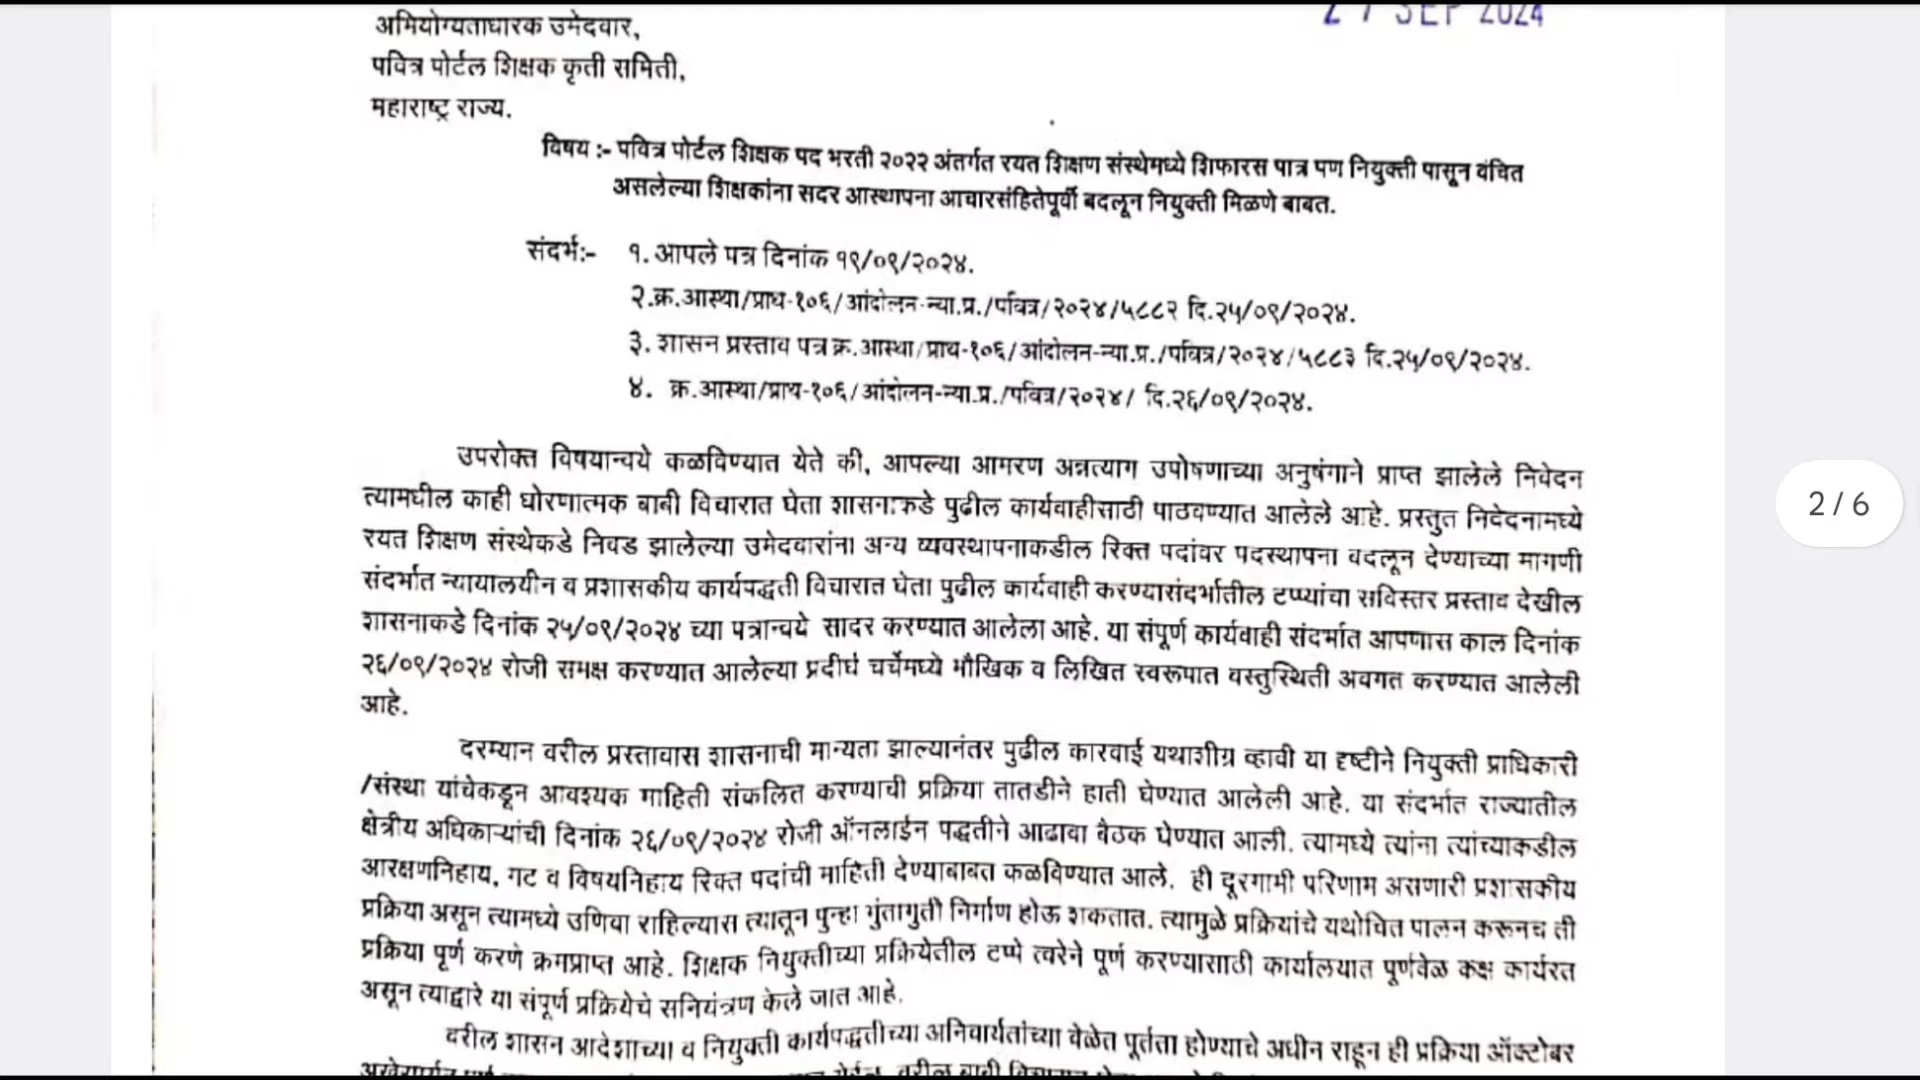 27 SEP 2024
अभियोग्यताधारक उमेदवार,
पवित्र पोर्टल शिक्षक कृती समिती,
महाराष्ट्र राज्य.
विषय :- पवित्र पोर्टल शिक्षक पद भरती २०२२ अंतर्गत रयत शिक्षण संस्थेमध्ये शिफारस पात्र पण नियुक्ती पासून वंचित
असलेल्या शिक्षकांना सदर आस्थापना आचारसंहितेपूर्वी बदलून नियुक्ती मिळणे बाबत.
संदर्भ:- १. आपले पत्र दिनांक १९/०९/२०२४.
२.क्र.आस्था/प्राथ-१०६/आंदोलन-न्या.प्र./पवित्र/२०२४/५८८२ दि.२५/०९/२०२४.
३. शासन प्रस्ताव पत्र क्र.आस्था/प्राथ-१०६/आंदोलन-न्या.प्र./पवित्र/२०२४/५८८३ दि.२५/०९/२०२४.
४. क्र.आस्था/प्राथ-१०६/आंदोलन-न्या.प्र./पवित्र/२०२४/ दि.२६/०९/२०२४.
उपरोक्त विषयान्वये कळविण्यात येते की, आपल्या आमरण अन्नत्याग उपोषणाच्या अनुषंगाने प्राप्त झालेले निवेदन
त्यामधील काही धोरणात्मक बाबी विचारात घेता शासनाकडे पुढील कार्यवाहीसाठी पाठवण्यात आलेले आहे. प्रस्तुत निवेदनामध्ये
रयत शिक्षण संस्थेकडे निवड झालेल्या उमेदवारांना अन्य व्यवस्थापनाकडील रिक्त पदांवर पदस्थापना बदलून देण्याच्या मागणी
संदर्भात न्यायालयीन व प्रशासकीय कार्यपद्धती विचारात घेता पुढील कार्यवाही करण्यासंदर्भातील टप्प्यांचा सविस्तर प्रस्ताव देखील
शासनाकडे दिनांक २५/०९/२०२४ च्या पत्रान्वये सादर करण्यात आलेला आहे. या संपूर्ण कार्यवाही संदर्भात आपणास काल दिनांक
२६/०९/२०२४ रोजी समक्ष करण्यात आलेल्या प्रदीर्घ चर्चेमध्ये मौखिक व लिखित स्वरूपात वस्तुस्थिती अवगत करण्यात आलेली
आहे.
दरम्यान वरील प्रस्तावास शासनाची मान्यता झाल्यानंतर पुढील कारवाई यथाशीग्र व्हावी या दृष्टीने नियुक्ती प्राधिकारी
/संस्था यांचेकडून आवश्यक माहिती संकलित करण्याची प्रक्रिया तातडीने हाती घेण्यात आलेली आहे. या संदर्भात राज्यातील
क्षेत्रीय अधिकाऱ्यांची दिनांक २६/०९/२०२४ रोजी ऑनलाईन पद्धतीने आढावा बैठक घेण्यात आली. त्यामध्ये त्यांना त्यांच्याकडील
आरक्षणनिहाय, गट व विषयनिहाय रिक्त पदांची माहिती देण्याबाबत कळविण्यात आले. ही दूरगामी परिणाम असणारी प्रशासकीय
प्रक्रिया असून त्यामध्ये उणिवा राहिल्यास त्यातून पुन्हा गुंतागुती निर्माण होऊ शकतात. त्यामुळे प्रक्रियांचे यथोचित पालन करूनच ती
प्रक्रिया पूर्ण करणे क्रमप्राप्त आहे. शिक्षक नियुक्तीच्या प्रक्रियेतील टप्पे त्वरेने पूर्ण करण्यासाठी कार्यालयात पूर्णवेळ कक्ष कार्यरत
असून त्याद्वारे या संपूर्ण प्रक्रियेचे सनियंत्रण केले जात आहे.
वरील शासन आदेशाच्या व नियुक्ती कार्यपद्धतीच्या अनिवार्यतांच्या वेळेत पूर्तता होण्याचे अधीन राहून ही प्रक्रिया ऑक्टोबर
2/6